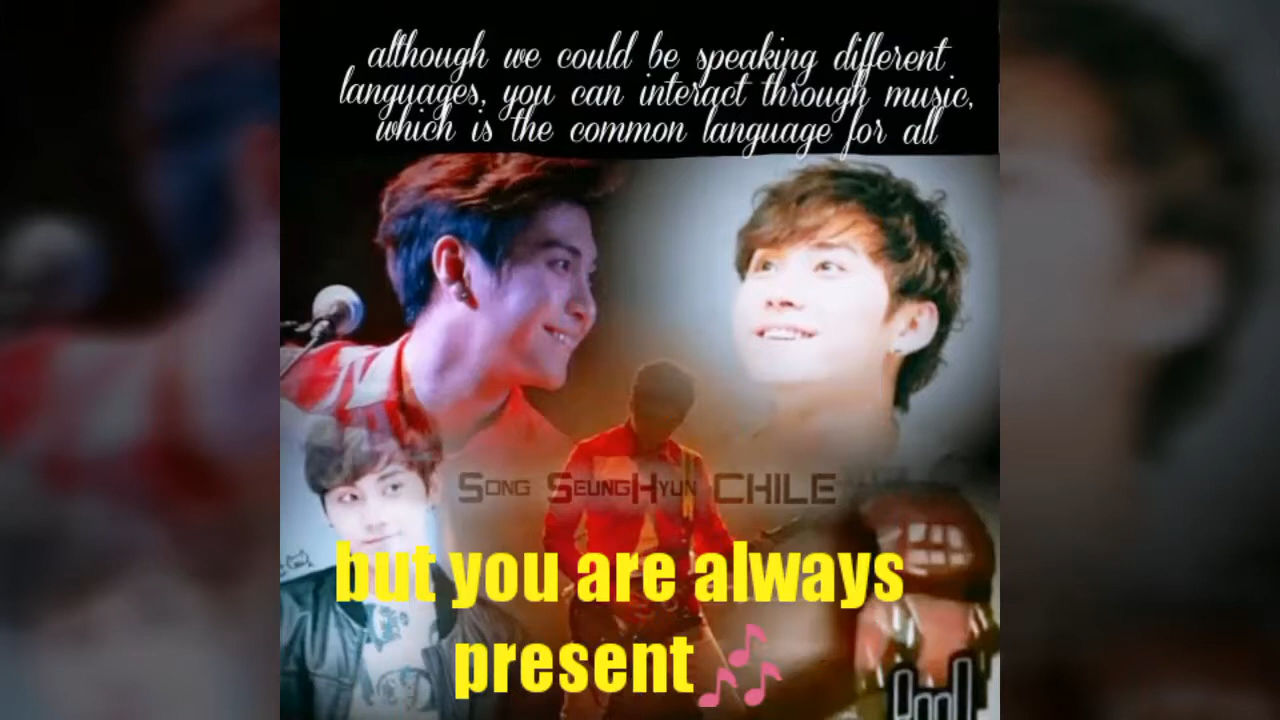 although we could be speaking different
languages, you can interact through music,
which is the common language for all
SONG SEUNGHYUN CHILE
but you are always
present